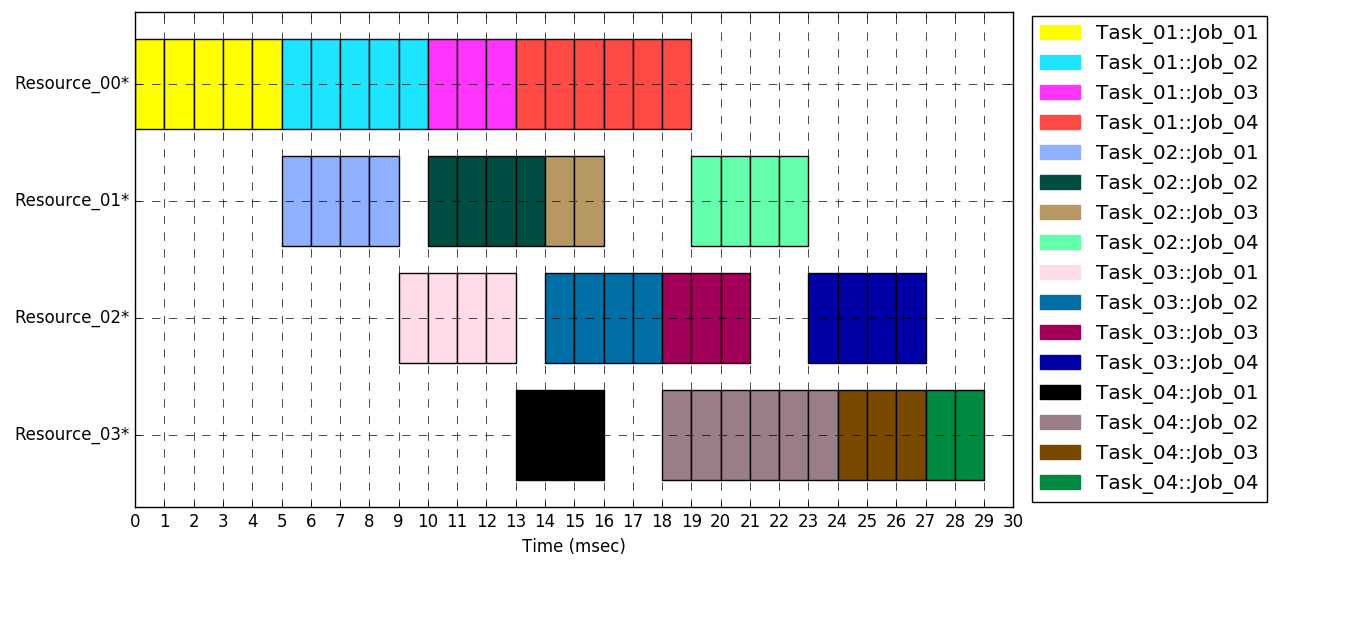 Resource_00*
Resource_01*
Resource_02*
Resource_03*
0 1 2 3 4 5 6 7 8 9 10 11 12 13 14 15 16 17 18 19 20 21 22 23 24 25 26 27 28 29 30
Time (msec)
Task_01::Job_01
Task_01::Job_02
Task_01::Job_03
Task_01::Job_04
Task_02::Job_01
Task_02::Job_02
Task_02::Job_03
Task_02::Job_04
Task_03::Job_01
Task_03::Job_02
Task_03::Job_03
Task_03::Job_04
Task_04::Job_01
Task_04::Job_02
Task_04::Job_03
Task_04::Job_04